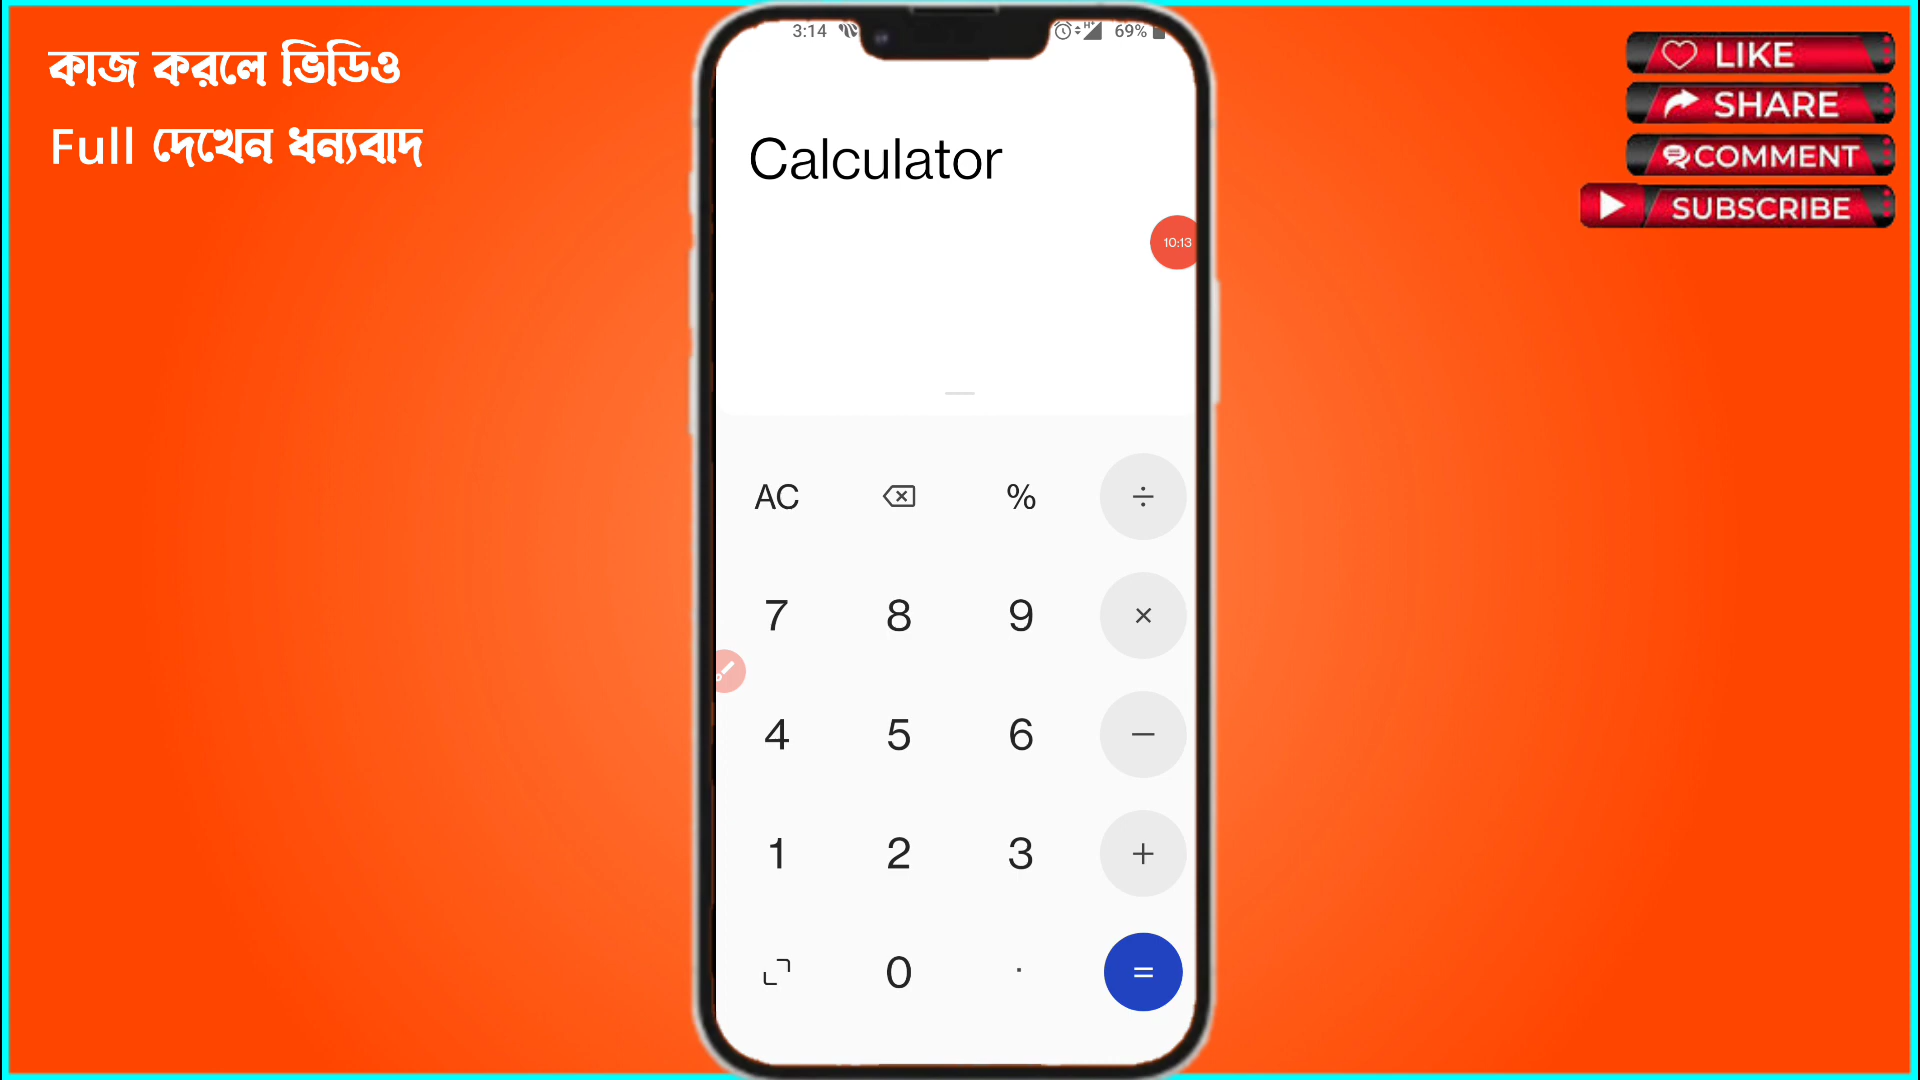 কাজ করলে ভিডিও
Full দেখেন ধন্যবাদ
3:14
69%
Calculator
10:13
AC % ÷
7 8 9 ×
4 5 6 −
1 2 3 +
0 . =
LIKE
SHARE
COMMENT
SUBSCRIBE